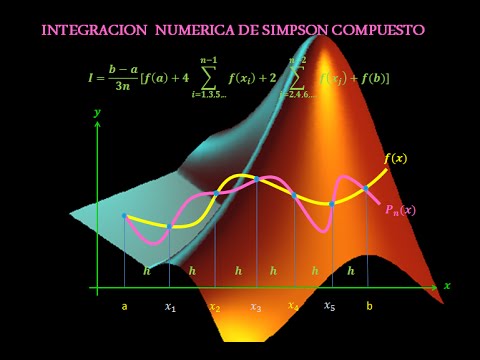 INTEGRACION NUMERICA DE SIMPSON COMPUESTO
I = \frac{b-a}{3n}[f(a) + 4 \sum_{i=1,3,5...}^{n-1} f(x_i) + 2 \sum_{i=2,4,6...}^{n-2} f(x_j) + f(b)]
y
f(x)
P_n(x)
h h h h h h
x
a x_1 x_2 x_3 x_4 x_5 b